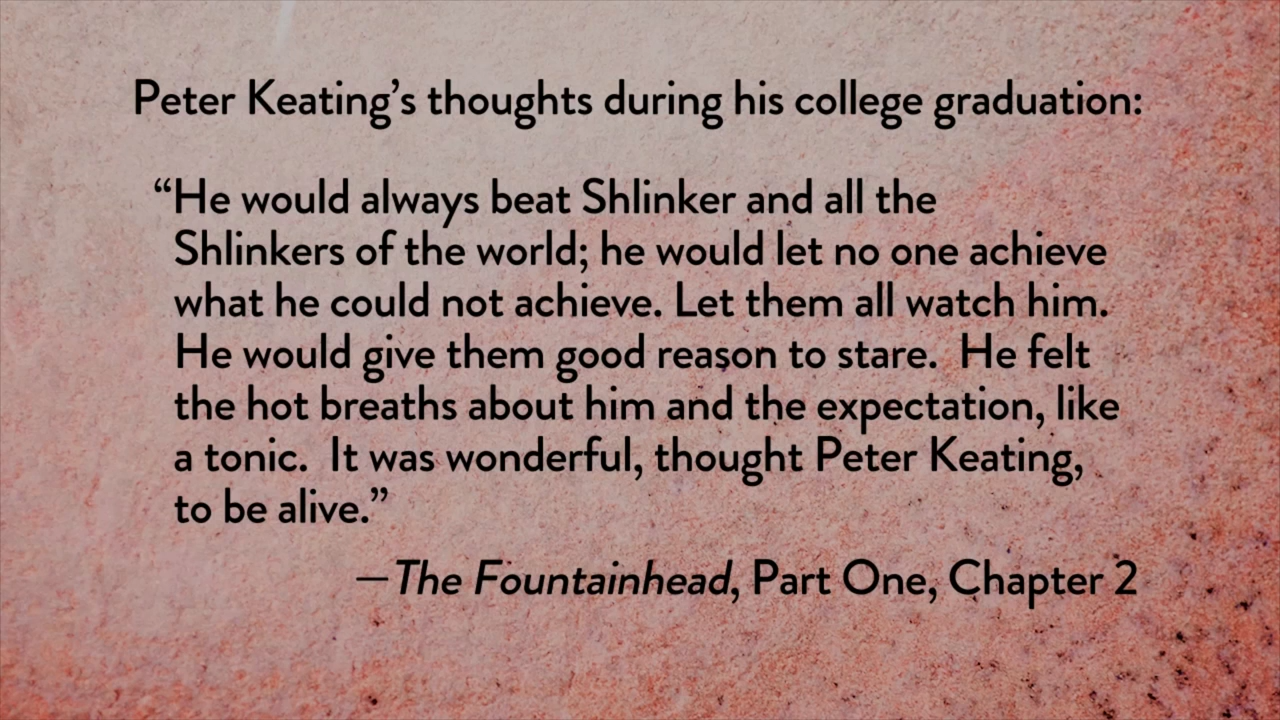 Peter Keating’s thoughts during his college graduation:
“He would always beat Shlinker and all the
Shlinkers of the world; he would let no one achieve
what he could not achieve. Let them all watch him.
He would give them good reason to stare.  He felt
the hot breaths about him and the expectation, like
a tonic.  It was wonderful, thought Peter Keating,
to be alive.”
—The Fountainhead, Part One, Chapter 2